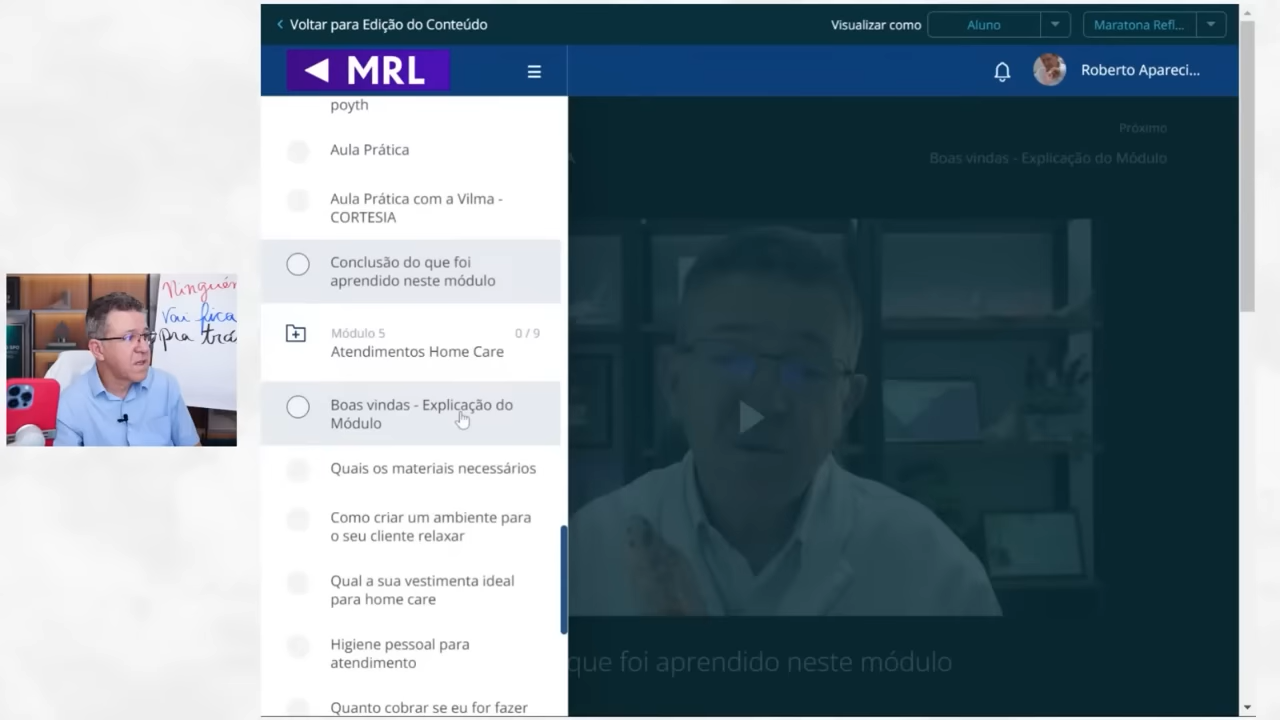 Voltar para Edição do Conteúdo
Visualizar como
Aluno
Maratona Refl...
MRL
Roberto Apareci...
poyth
Aula Prática
Aula Prática com a Vilma -
CORTESIA
Conclusão do que foi
aprendido neste módulo
Módulo 5
0 / 9
Atendimentos Home Care
Boas vindas - Explicação do
Módulo
Quais os materiais necessários
Como criar um ambiente para
o seu cliente relaxar
Qual a sua vestimenta ideal
para home care
Higiene pessoal para
atendimento
Quanto cobrar se eu for fazer
Próximo
Boas vindas - Explicação do Módulo
que foi aprendido neste módulo
Ninguém
Vai fica
pra trá